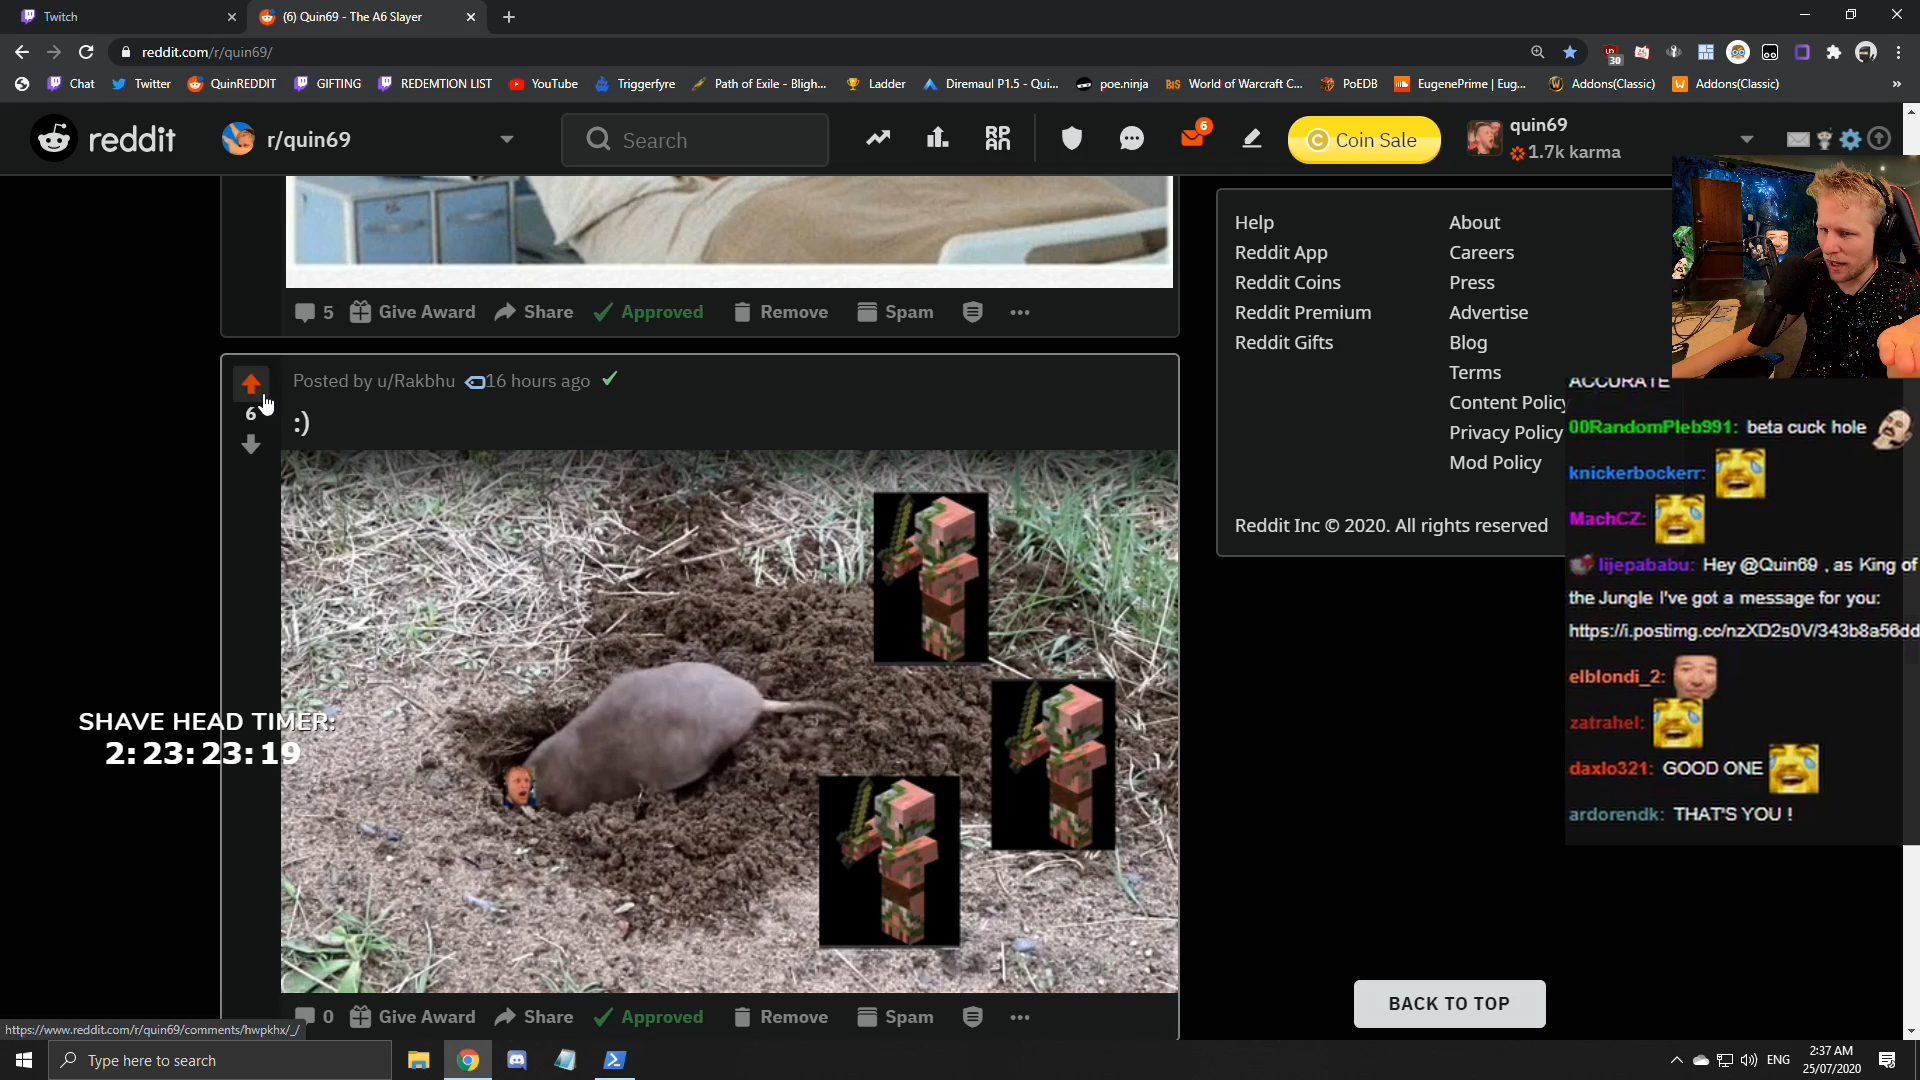 Twitch
(6) Quin69 - The A6 Slayer
reddit.com/r/quin69/
30
Chat
Twitter
QuinREDDIT
GIFTING
REDEMTION LIST
YouTube
Triggerfyre
Path of Exile - Bligh...
Ladder
Diremaul P1.5 - Qui...
poe.ninja
BIS
World of Warcraft C...
PoEDB
EugenePrime | Eug...
Addons(Classic)
Addons(Classic)
»
reddit
r/quin69
Search
RP
AN
6
Coin Sale
quin69
1.7k karma
5
Give Award
Share
Approved
Remove
Spam
Help
Reddit App
Reddit Coins
Reddit Premium
Reddit Gifts
About
Careers
Press
Advertise
Blog
Terms
Content Policy
Privacy Policy
Mod Policy
Reddit Inc © 2020. All rights reserved
Posted by u/Rakbhu 16 hours ago
6
:)
SHAVE HEAD TIMER:
2:23:23:19
ACCURATE
00RandomPleb991: beta cuck hole
knickerbockerr:
MachCZ:
lijepababu: Hey @Quin69 , as King of
the Jungle I've got a message for you:
https://i.postimg.cc/nzXD2s0V/343b8a56dd
elblondi_2:
zatrahel:
daxlo321: GOOD ONE
ardorendk: THAT'S YOU !
BACK TO TOP
0
Give Award
Share
Approved
Remove
Spam
https://www.reddit.com/r/quin69/comments/hwpkhx/_/
Type here to search
ENG
2:37 AM
25/07/2020